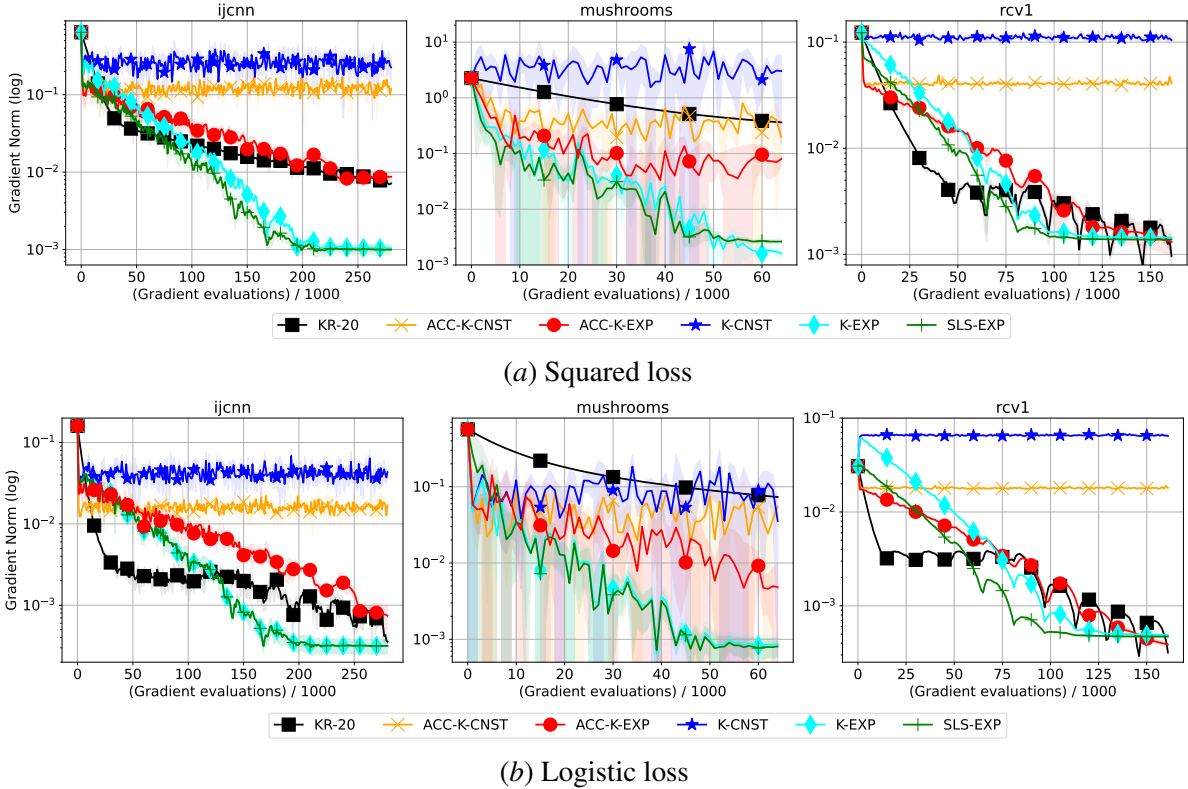 ijcnn mushrooms rcv1
Gradient Norm (log)
10⁻¹
10⁻²
10⁻³
10¹
10⁰
10⁻¹
10⁻²
10⁻³
10⁻¹
10⁻²
10⁻³
0 50 100 150 200 250
0 10 20 30 40 50 60
0 25 50 75 100 125 150
(Gradient evaluations) / 1000 (Gradient evaluations) / 1000 (Gradient evaluations) / 1000
KR-20 ACC-K-CNST ACC-K-EXP K-CNST K-EXP SLS-EXP
(a) Squared loss
ijcnn mushrooms rcv1
Gradient Norm (log)
10⁻¹
10⁻²
10⁻³
10⁻¹
10⁻²
10⁻³
10⁻¹
10⁻²
10⁻³
0 50 100 150 200 250
0 10 20 30 40 50 60
0 25 50 75 100 125 150
(Gradient evaluations) / 1000 (Gradient evaluations) / 1000 (Gradient evaluations) / 1000
KR-20 ACC-K-CNST ACC-K-EXP K-CNST K-EXP SLS-EXP
(b) Logistic loss